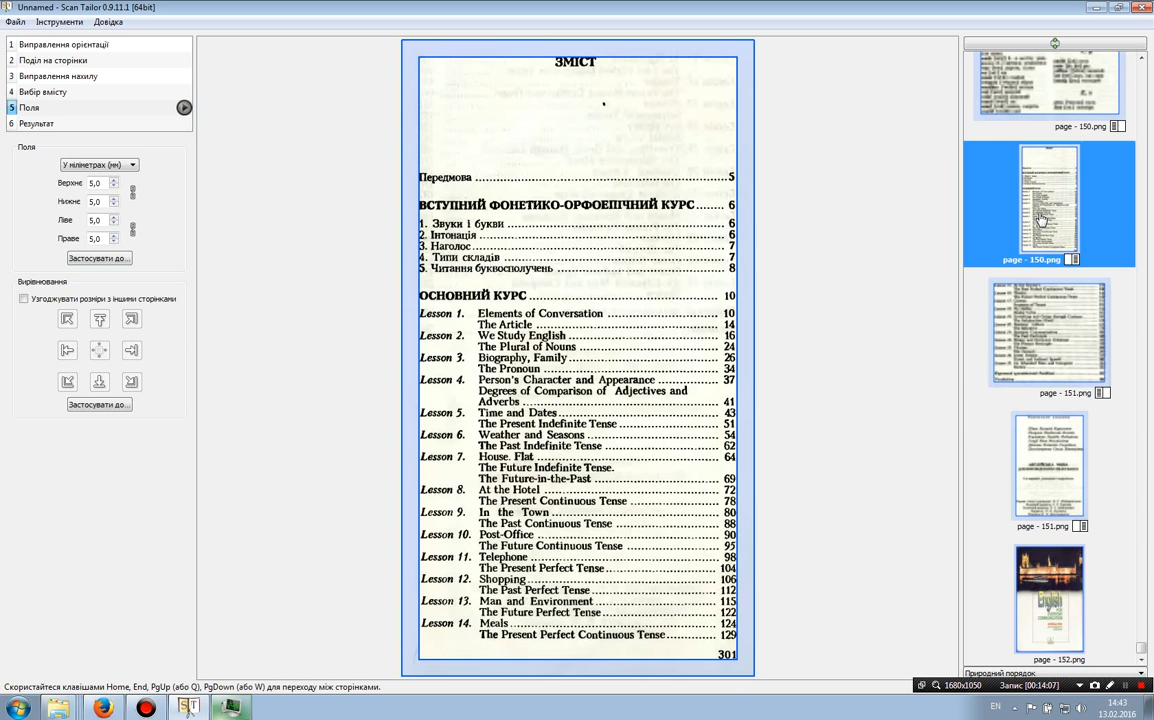 Unnamed - Scan Tailor 0.9.11.1 [64bit]
Файл Інструменти Довідка
1 Виправлення орієнтації
2 Поділ на сторінки
3 Виправлення нахилу
4 Вибір вмісту
5 Поля
6 Результат
Поля
У міліметрах (мм)
Верхнє 5,0
Нижнє 5,0
Ліве 5,0
Праве 5,0
Застосувати до...
Вирівнювання
Узгоджувати розміри з іншими сторінками
Застосувати до...
ЗМІСТ
Передмова 5
ВСТУПНИЙ ФОНЕТИКО-ОРФОЕПІЧНИЙ КУРС 6
1. Звуки і букви 6
2. Інтонація 6
3. Наголос 7
4. Типи складів 7
5. Читання буквосполучень 8
ОСНОВНИЙ КУРС 10
Lesson 1. Elements of Conversation 10
The Article 14
Lesson 2. We Study English 16
The Plural of Nouns 24
Lesson 3. Biography, Family 26
The Pronoun 34
Lesson 4. Person's Character and Appearance 37
Degrees of Comparison of Adjectives and
Adverbs 41
Lesson 5. Time and Dates 43
The Present Indefinite Tense 51
Lesson 6. Weather and Seasons 54
The Past Indefinite Tense 62
Lesson 7. House. Flat 64
The Future Indefinite Tense.
The Future-in-the-Past 69
Lesson 8. At the Hotel 72
The Present Continuous Tense 78
Lesson 9. In the Town 80
The Past Continuous Tense 88
Lesson 10. Post-Office 90
The Future Continuous Tense 95
Lesson 11. Telephone 98
The Present Perfect Tense 104
Lesson 12. Shopping 106
The Past Perfect Tense 112
Lesson 13. Man and Environment 115
The Future Perfect Tense 122
Lesson 14. Meals 124
The Present Perfect Continuous Tense 129
301
page - 150.png
page - 150.png
page - 151.png
page - 151.png
English
page - 152.png
Природний порядок
Скористайтеся клавішами Home, End, PgUp (або Q), PgDown (або W) для переходу між сторінками.
1680x1050 Запис [00:14:07]
EN
14:43
13.02.2016